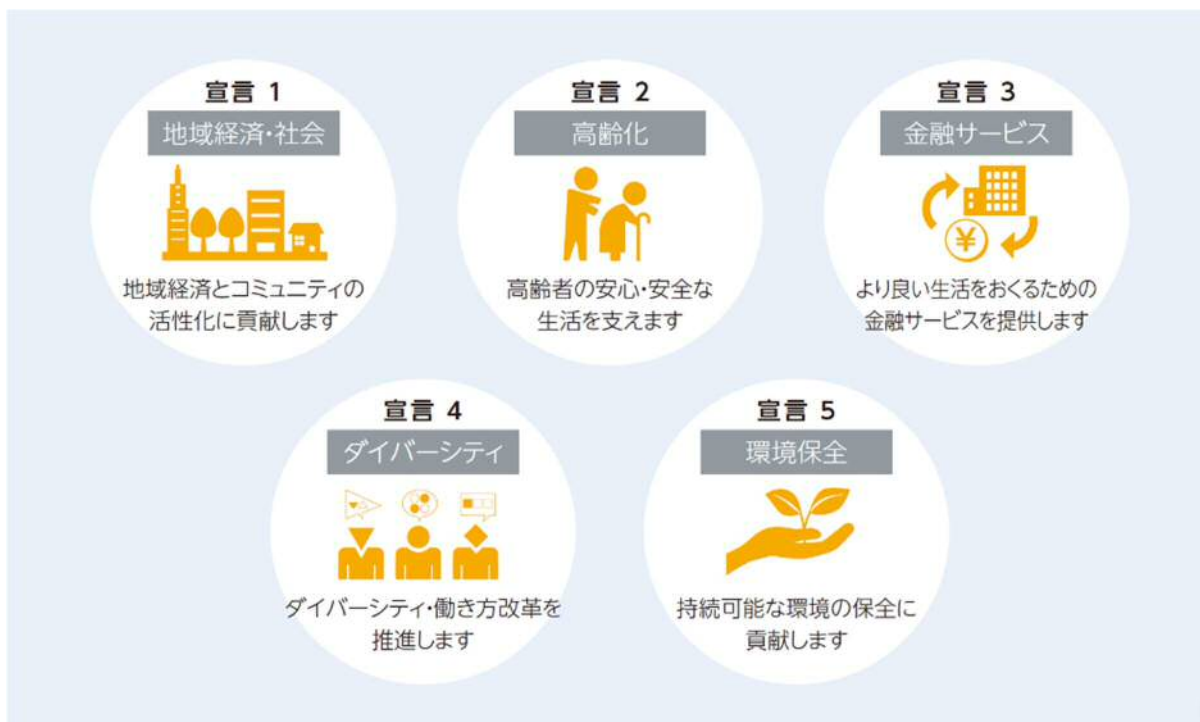 宣言 1
地域経済・社会
地域経済とコミュニティの
活性化に貢献します
宣言 2
高齢化
高齢者の安心・安全な
生活を支えます
宣言 3
金融サービス
¥
より良い生活をおくるための
金融サービスを提供します
宣言 4
ダイバーシティ
ダイバーシティ・働き方改革を
推進します
宣言 5
環境保全
持続可能な環境の保全に
貢献します